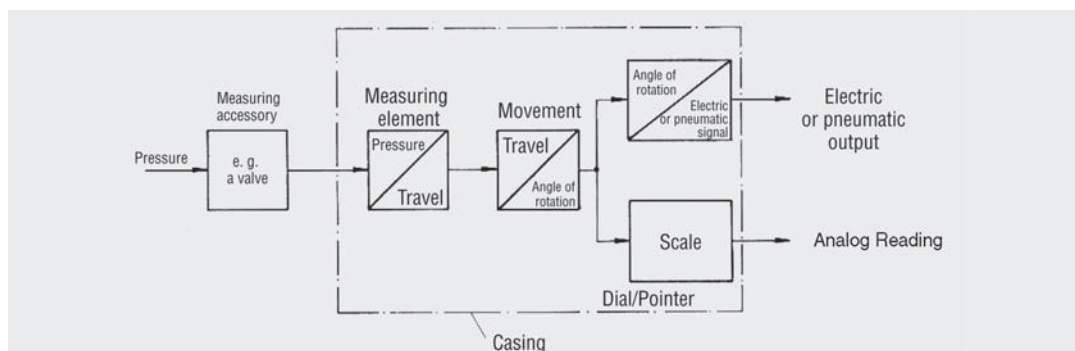 Measuring
accessory
Pressure
e. g.
a valve
Measuring
element
Pressure
Travel
Movement
Travel
Angle of
rotation
Angle of
rotation
Electric
or pneumatic
signal
Electric
or pneumatic
output
Scale
Analog Reading
Dial/Pointer
Casing